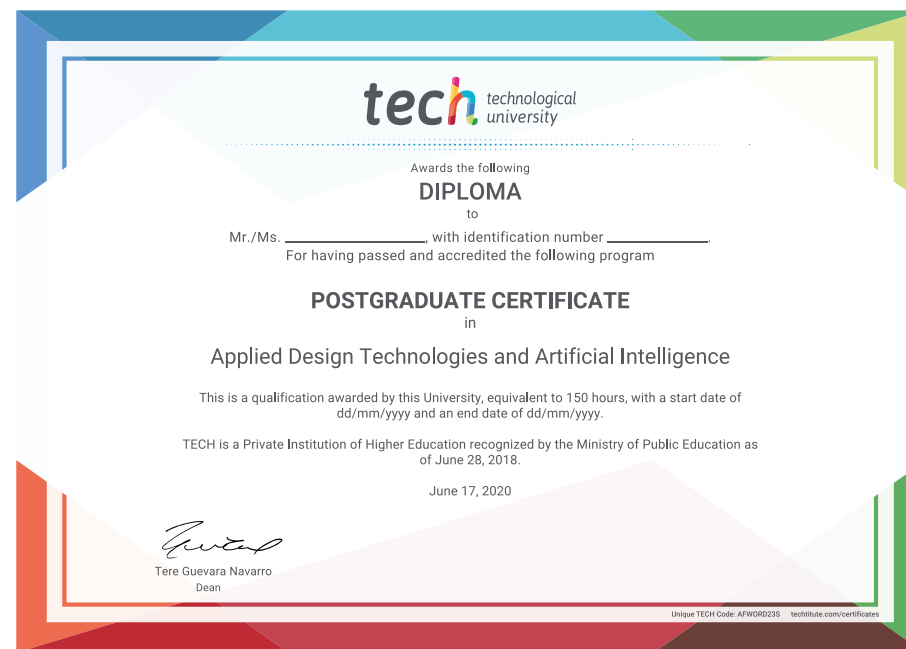 tech technological
university
Awards the following
DIPLOMA
to
Mr./Ms. ____________________, with identification number ______________.
For having passed and accredited the following program
POSTGRADUATE CERTIFICATE
in
Applied Design Technologies and Artificial Intelligence
This is a qualification awarded by this University, equivalent to 150 hours, with a start date of
dd/mm/yyyy and an end date of dd/mm/yyyy.
TECH is a Private Institution of Higher Education recognized by the Ministry of Public Education as
of June 28, 2018.
June 17, 2020
Tere Guevara Navarro
Dean
Unique TECH Code: AFWORD23S techtitute.com/certificates